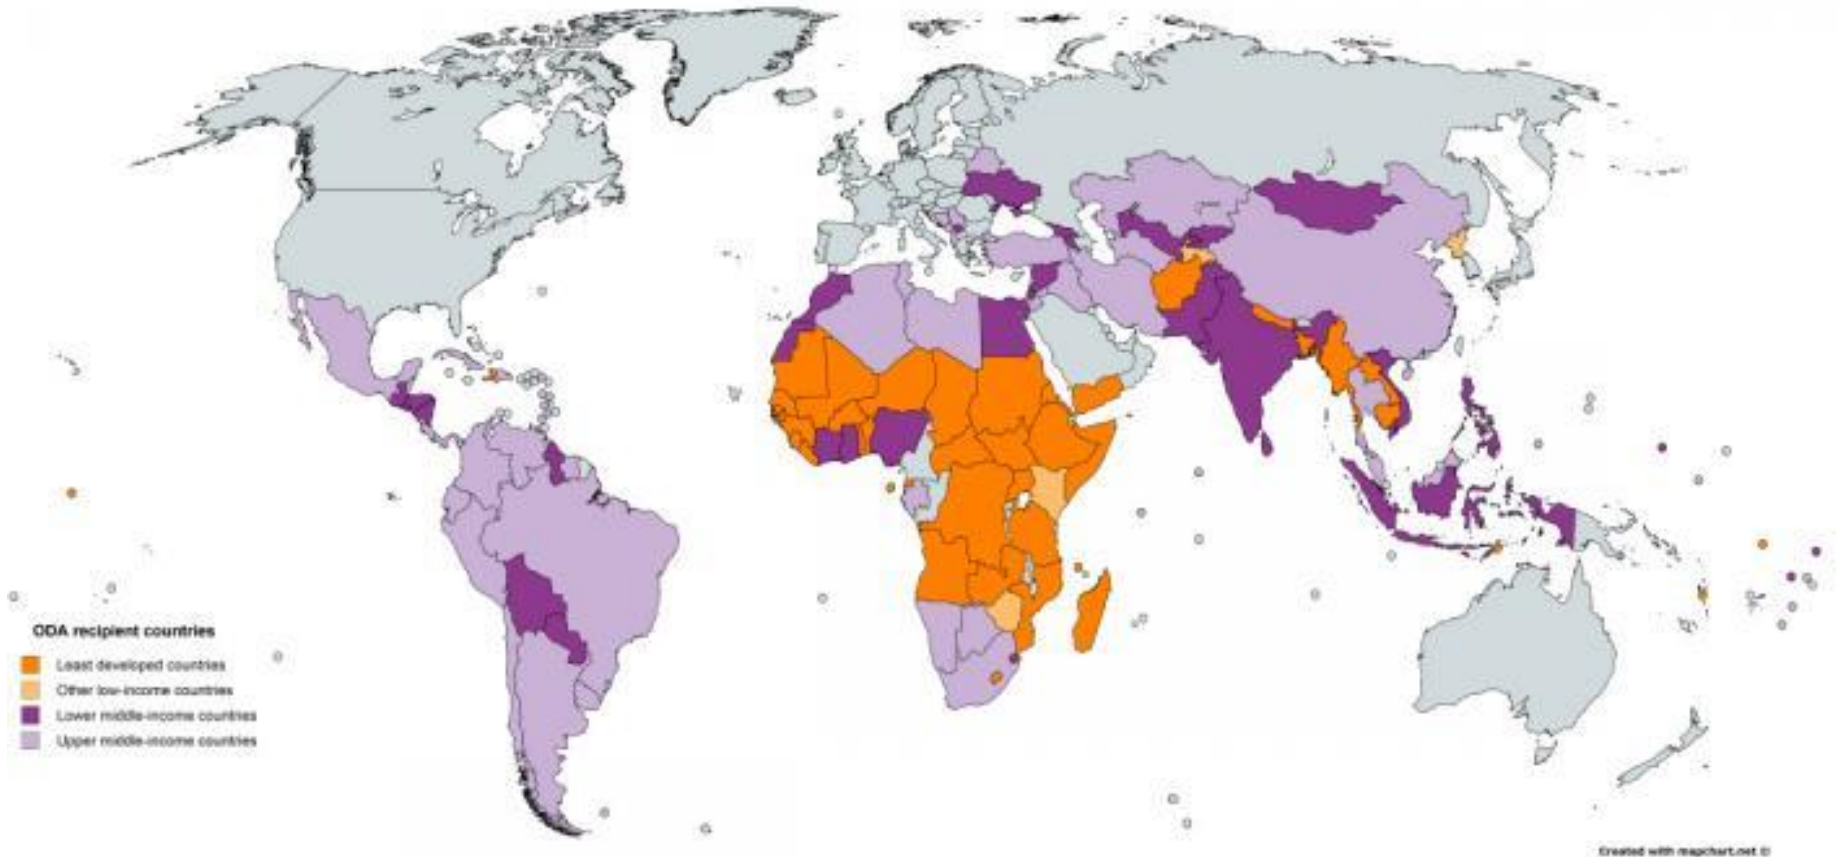 ODA recipient countries
Least developed countries
Other low-income countries
Lower middle-income countries
Upper middle-income countries
Created with mapchart.net ©